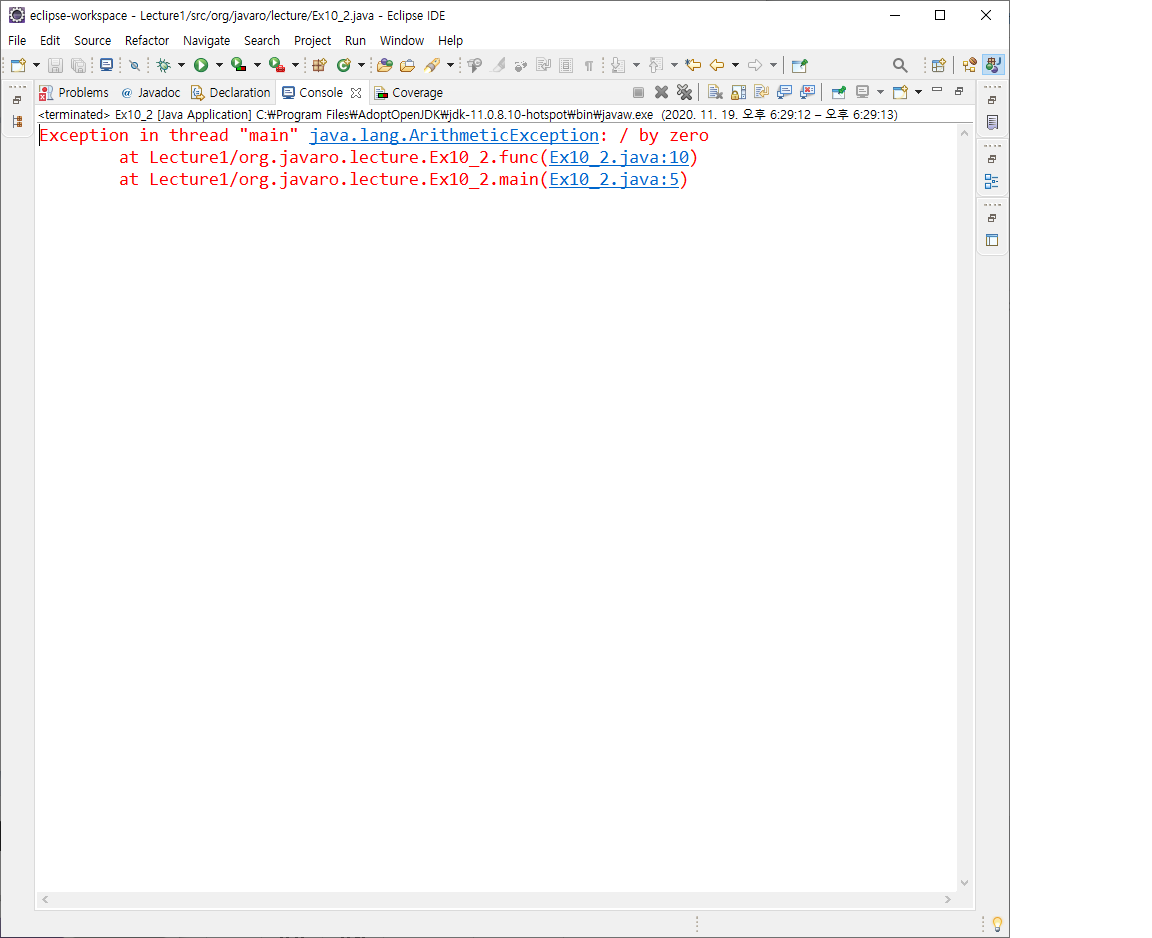 eclipse-workspace - Lecture1/src/org/javaro/lecture/Ex10_2.java - Eclipse IDE
File Edit Source Refactor Navigate Search Project Run Window Help
Problems @ Javadoc Declaration Console Coverage
<terminated> Ex10_2 [Java Application] C:₩Program Files₩AdoptOpenJDK₩jdk-11.0.8.10-hotspot₩bin₩javaw.exe (2020. 11. 19. 오후 6:29:12 – 오후 6:29:13)
Exception in thread "main" java.lang.ArithmeticException: / by zero
at Lecture1/org.javaro.lecture.Ex10_2.func(Ex10_2.java:10)
at Lecture1/org.javaro.lecture.Ex10_2.main(Ex10_2.java:5)